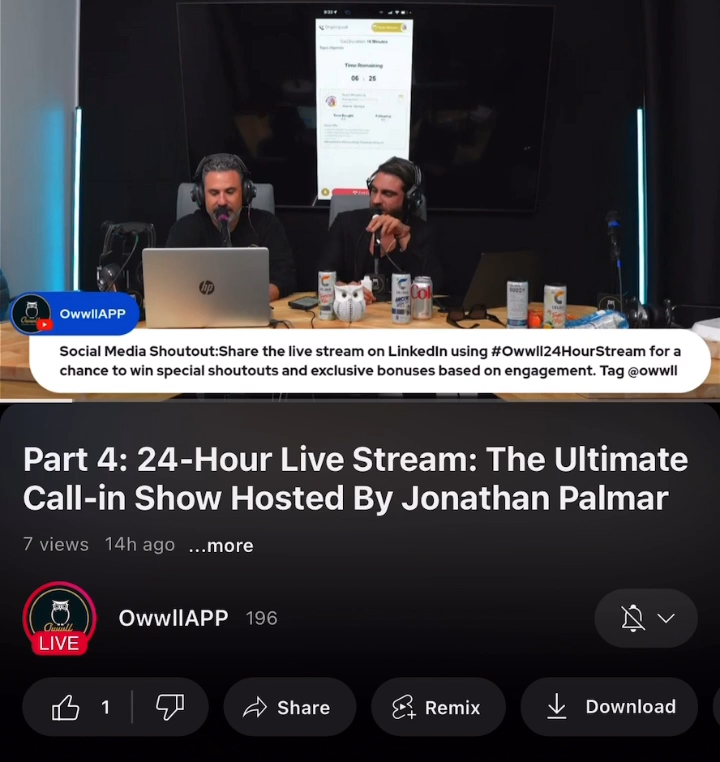 Time Remaining
06 : 25
hp
OwwllAPP
Social Media Shoutout:Share the live stream on LinkedIn using #Owwll24HourStream for a
chance to win special shoutouts and exclusive bonuses based on engagement. Tag @owwll
Part 4: 24-Hour Live Stream: The Ultimate
Call-in Show Hosted By Jonathan Palmar
7 views 14h ago ...more
OwwllAPP 196
LIVE
1 Share Remix Download